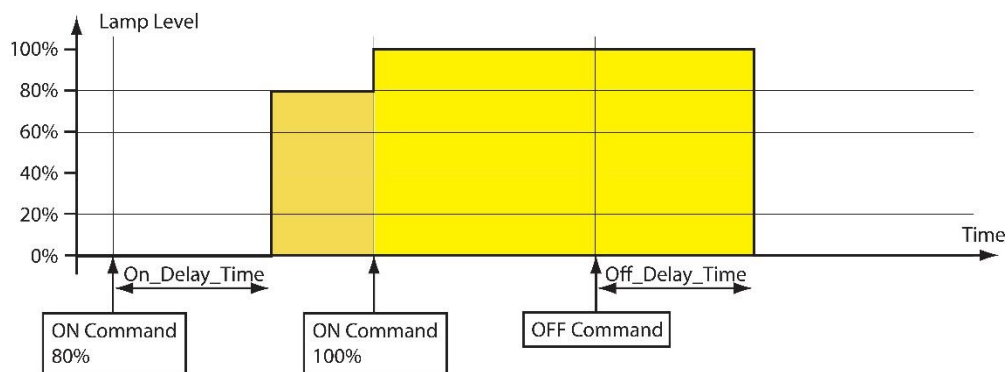 Lamp Level
100%
80%
60%
40%
20%
0%
Time
On_Delay_Time
Off_Delay_Time
ON Command
80%
ON Command
100%
OFF Command